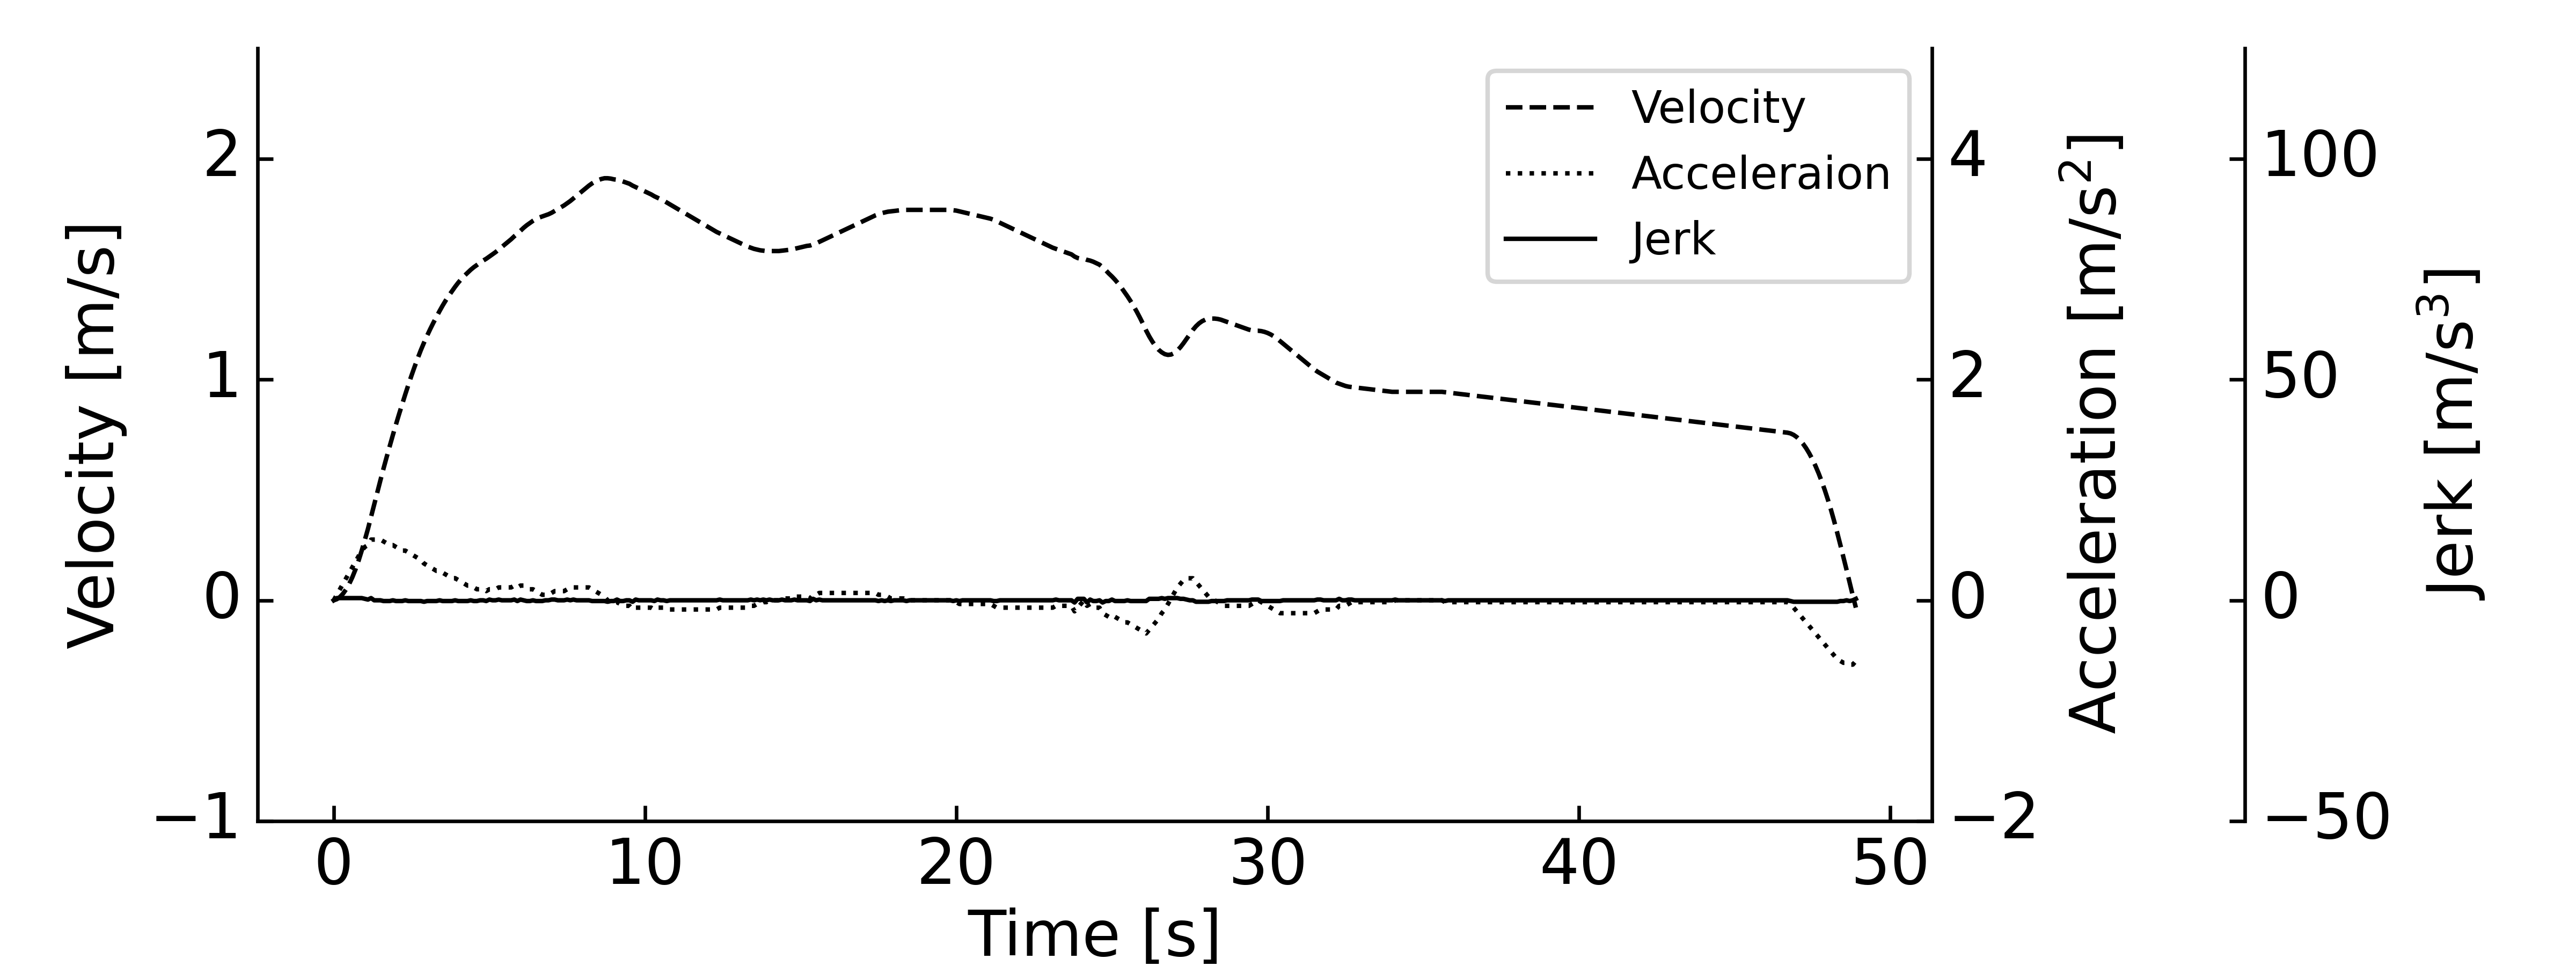 Velocity [m/s]
2
1
0
−1
0 10 20 30 40 50
Time [s]
Velocity
Acceleraion
Jerk
4
2
0
−2
Acceleration [m/s²]
100
50
0
−50
Jerk [m/s³]